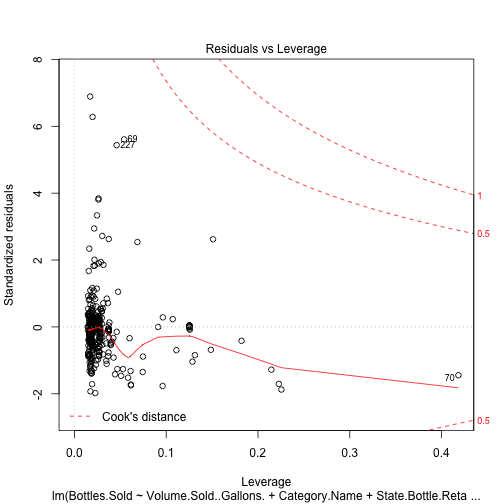 Residuals vs Leverage
Standardized residuals
8
6
4
2
0
-2
69
227
70
1
0.5
0.5
Cook's distance
0.0 0.1 0.2 0.3 0.4
Leverage
lm(Bottles.Sold ~ Volume.Sold..Gallons. + Category.Name + State.Bottle.Reta ...